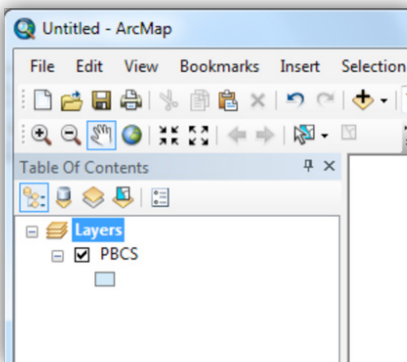 Untitled - ArcMap
File Edit View Bookmarks Insert Selection
Table Of Contents
Layers
PBCS